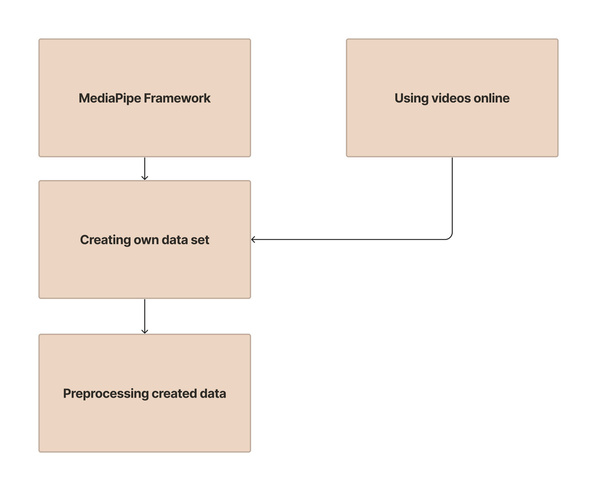 MediaPipe Framework
Using videos online
Creating own data set
Preprocessing created data